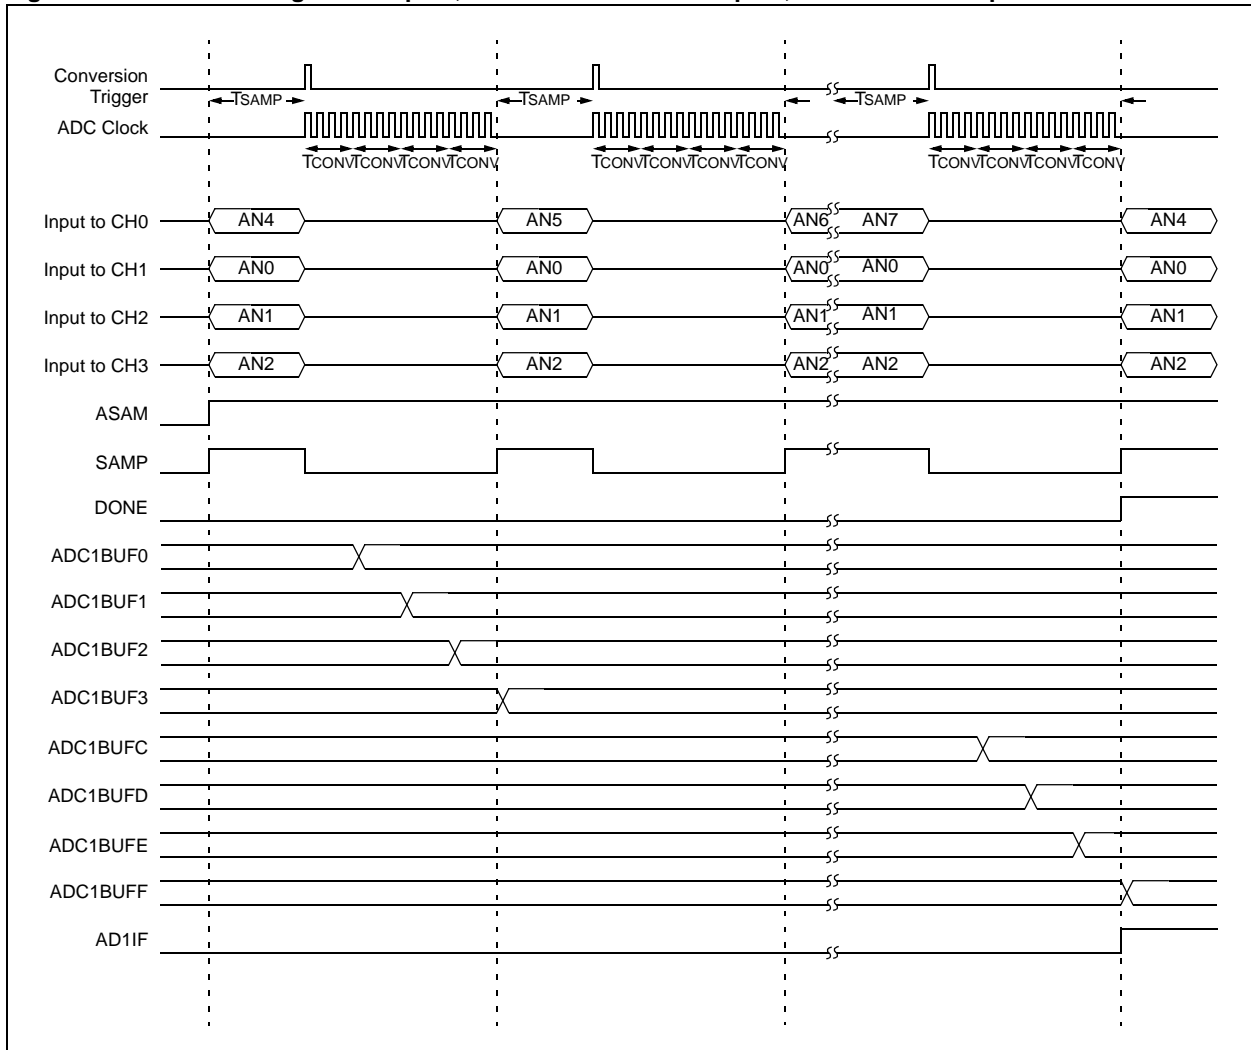 Conversion
Trigger
TSAMP TSAMP TSAMP
ADC Clock
TCONV TCONV TCONV TCONV TCONV TCONV TCONV TCONV TCONV TCONV TCONV TCONV
Input to CH0 AN4 AN5 AN6 AN7 AN4
Input to CH1 AN0 AN0 AN0 AN0 AN0
Input to CH2 AN1 AN1 AN1 AN1 AN1
Input to CH3 AN2 AN2 AN2 AN2 AN2
ASAM
SAMP
DONE
ADC1BUF0
ADC1BUF1
ADC1BUF2
ADC1BUF3
ADC1BUFC
ADC1BUFD
ADC1BUFE
ADC1BUFF
AD1IF